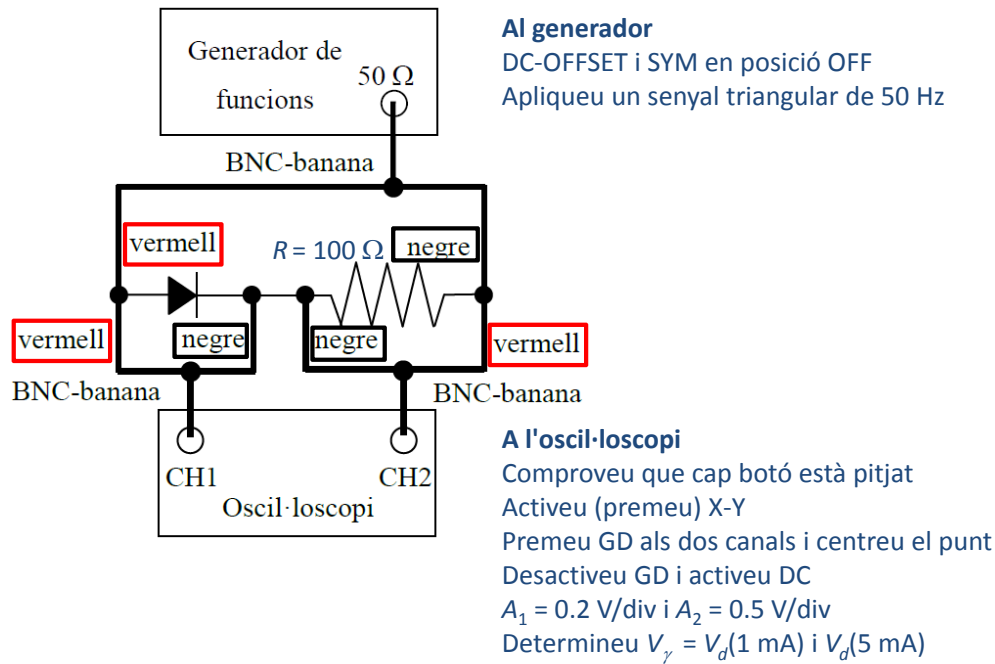 Generador de
funcions
50 Ω
Al generador
DC-OFFSET i SYM en posició OFF
Apliqueu un senyal triangular de 50 Hz
BNC-banana
vermell
R = 100 Ω
negre
vermell
negre
negre
vermell
BNC-banana
BNC-banana
CH1
CH2
Oscil·loscopi
A l'oscil·loscopi
Comproveu que cap botó està pitjat
Activeu (premeu) X-Y
Premeu GD als dos canals i centreu el punt
Desactiveu GD i activeu DC
A₁ = 0.2 V/div i A₂ = 0.5 V/div
Determineu Vᵧ = V_d(1 mA) i V_d(5 mA)